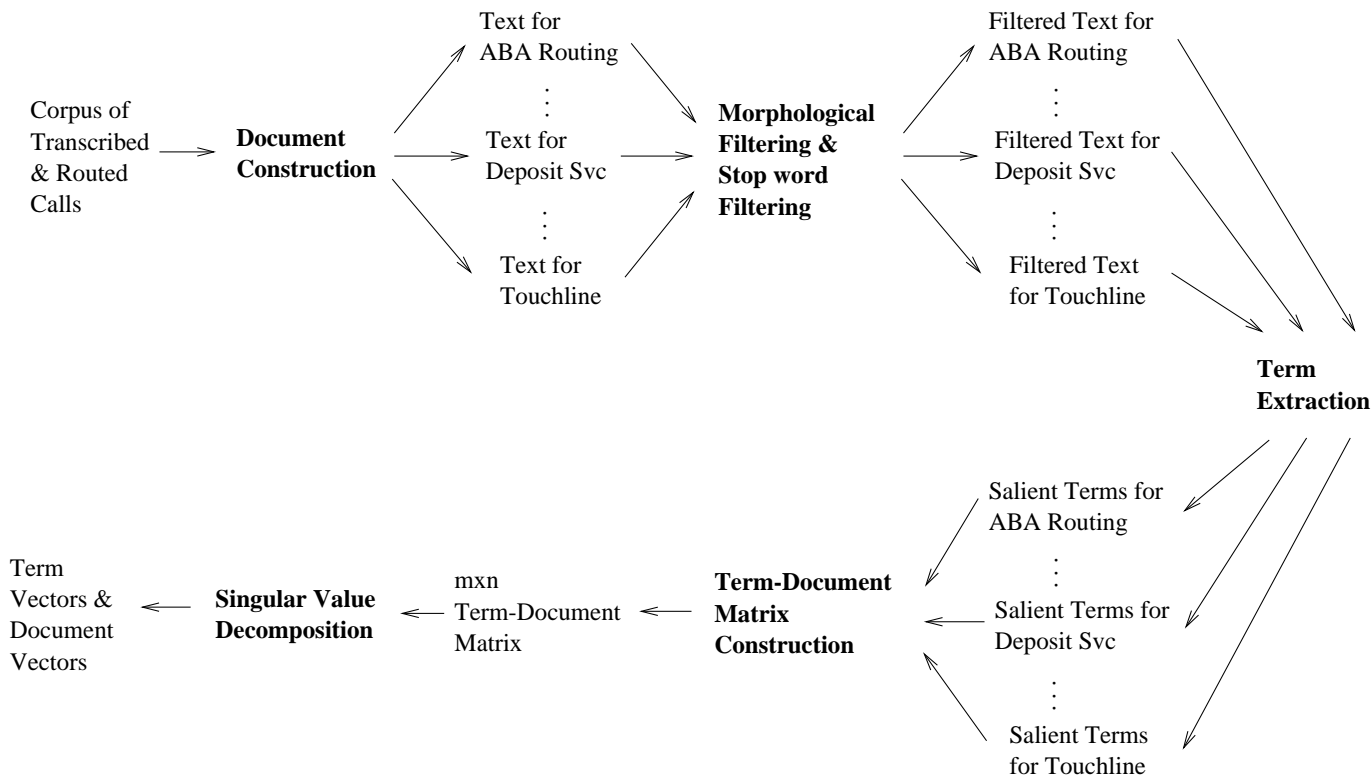 Corpus of
Transcribed
& Routed
Calls
Document
Construction
Text for
ABA Routing
Text for
Deposit Svc
Text for
Touchline
Morphological
Filtering &
Stop word
Filtering
Filtered Text for
ABA Routing
Filtered Text for
Deposit Svc
Filtered Text
for Touchline
Term
Extraction
Salient Terms for
ABA Routing
Salient Terms for
Deposit Svc
Salient Terms
for Touchline
Term-Document
Matrix
Construction
mxn
Term-Document
Matrix
Singular Value
Decomposition
Term
Vectors &
Document
Vectors